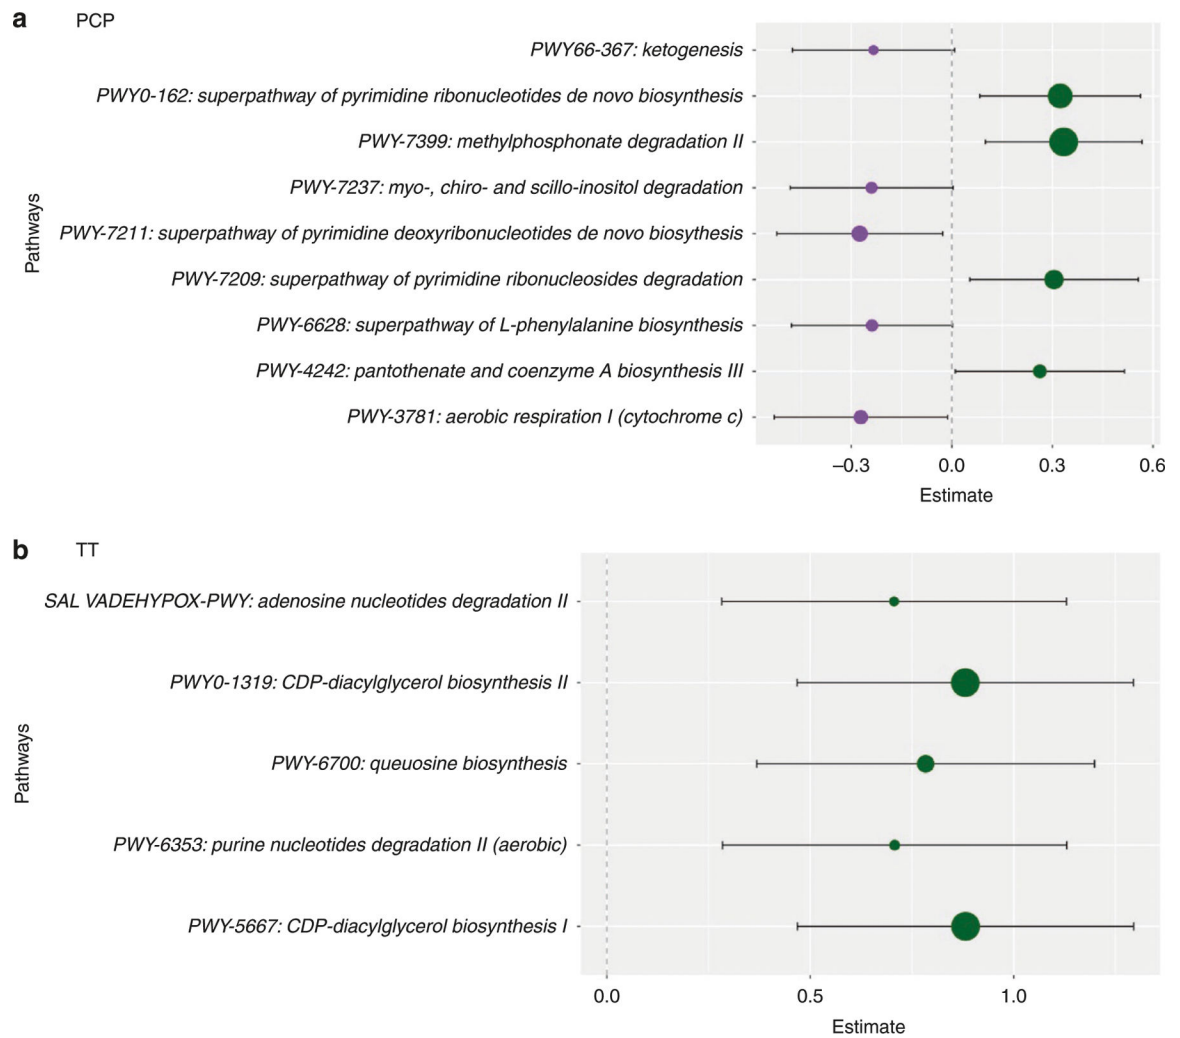 a PCP
PWY66-367: ketogenesis
PWY0-162: superpathway of pyrimidine ribonucleotides de novo biosynthesis
PWY-7399: methylphosphonate degradation II
PWY-7237: myo-, chiro- and scillo-inositol degradation
PWY-7211: superpathway of pyrimidine deoxyribonucleotides de novo biosythesis
PWY-7209: superpathway of pyrimidine ribonucleosides degradation
PWY-6628: superpathway of L-phenylalanine biosynthesis
PWY-4242: pantothenate and coenzyme A biosynthesis III
PWY-3781: aerobic respiration I (cytochrome c)
Pathways
−0.3 0.0 0.3 0.6
Estimate
b TT
SAL VADEHYPOX-PWY: adenosine nucleotides degradation II
PWY0-1319: CDP-diacylglycerol biosynthesis II
PWY-6700: queuosine biosynthesis
PWY-6353: purine nucleotides degradation II (aerobic)
PWY-5667: CDP-diacylglycerol biosynthesis I
Pathways
0.0 0.5 1.0
Estimate